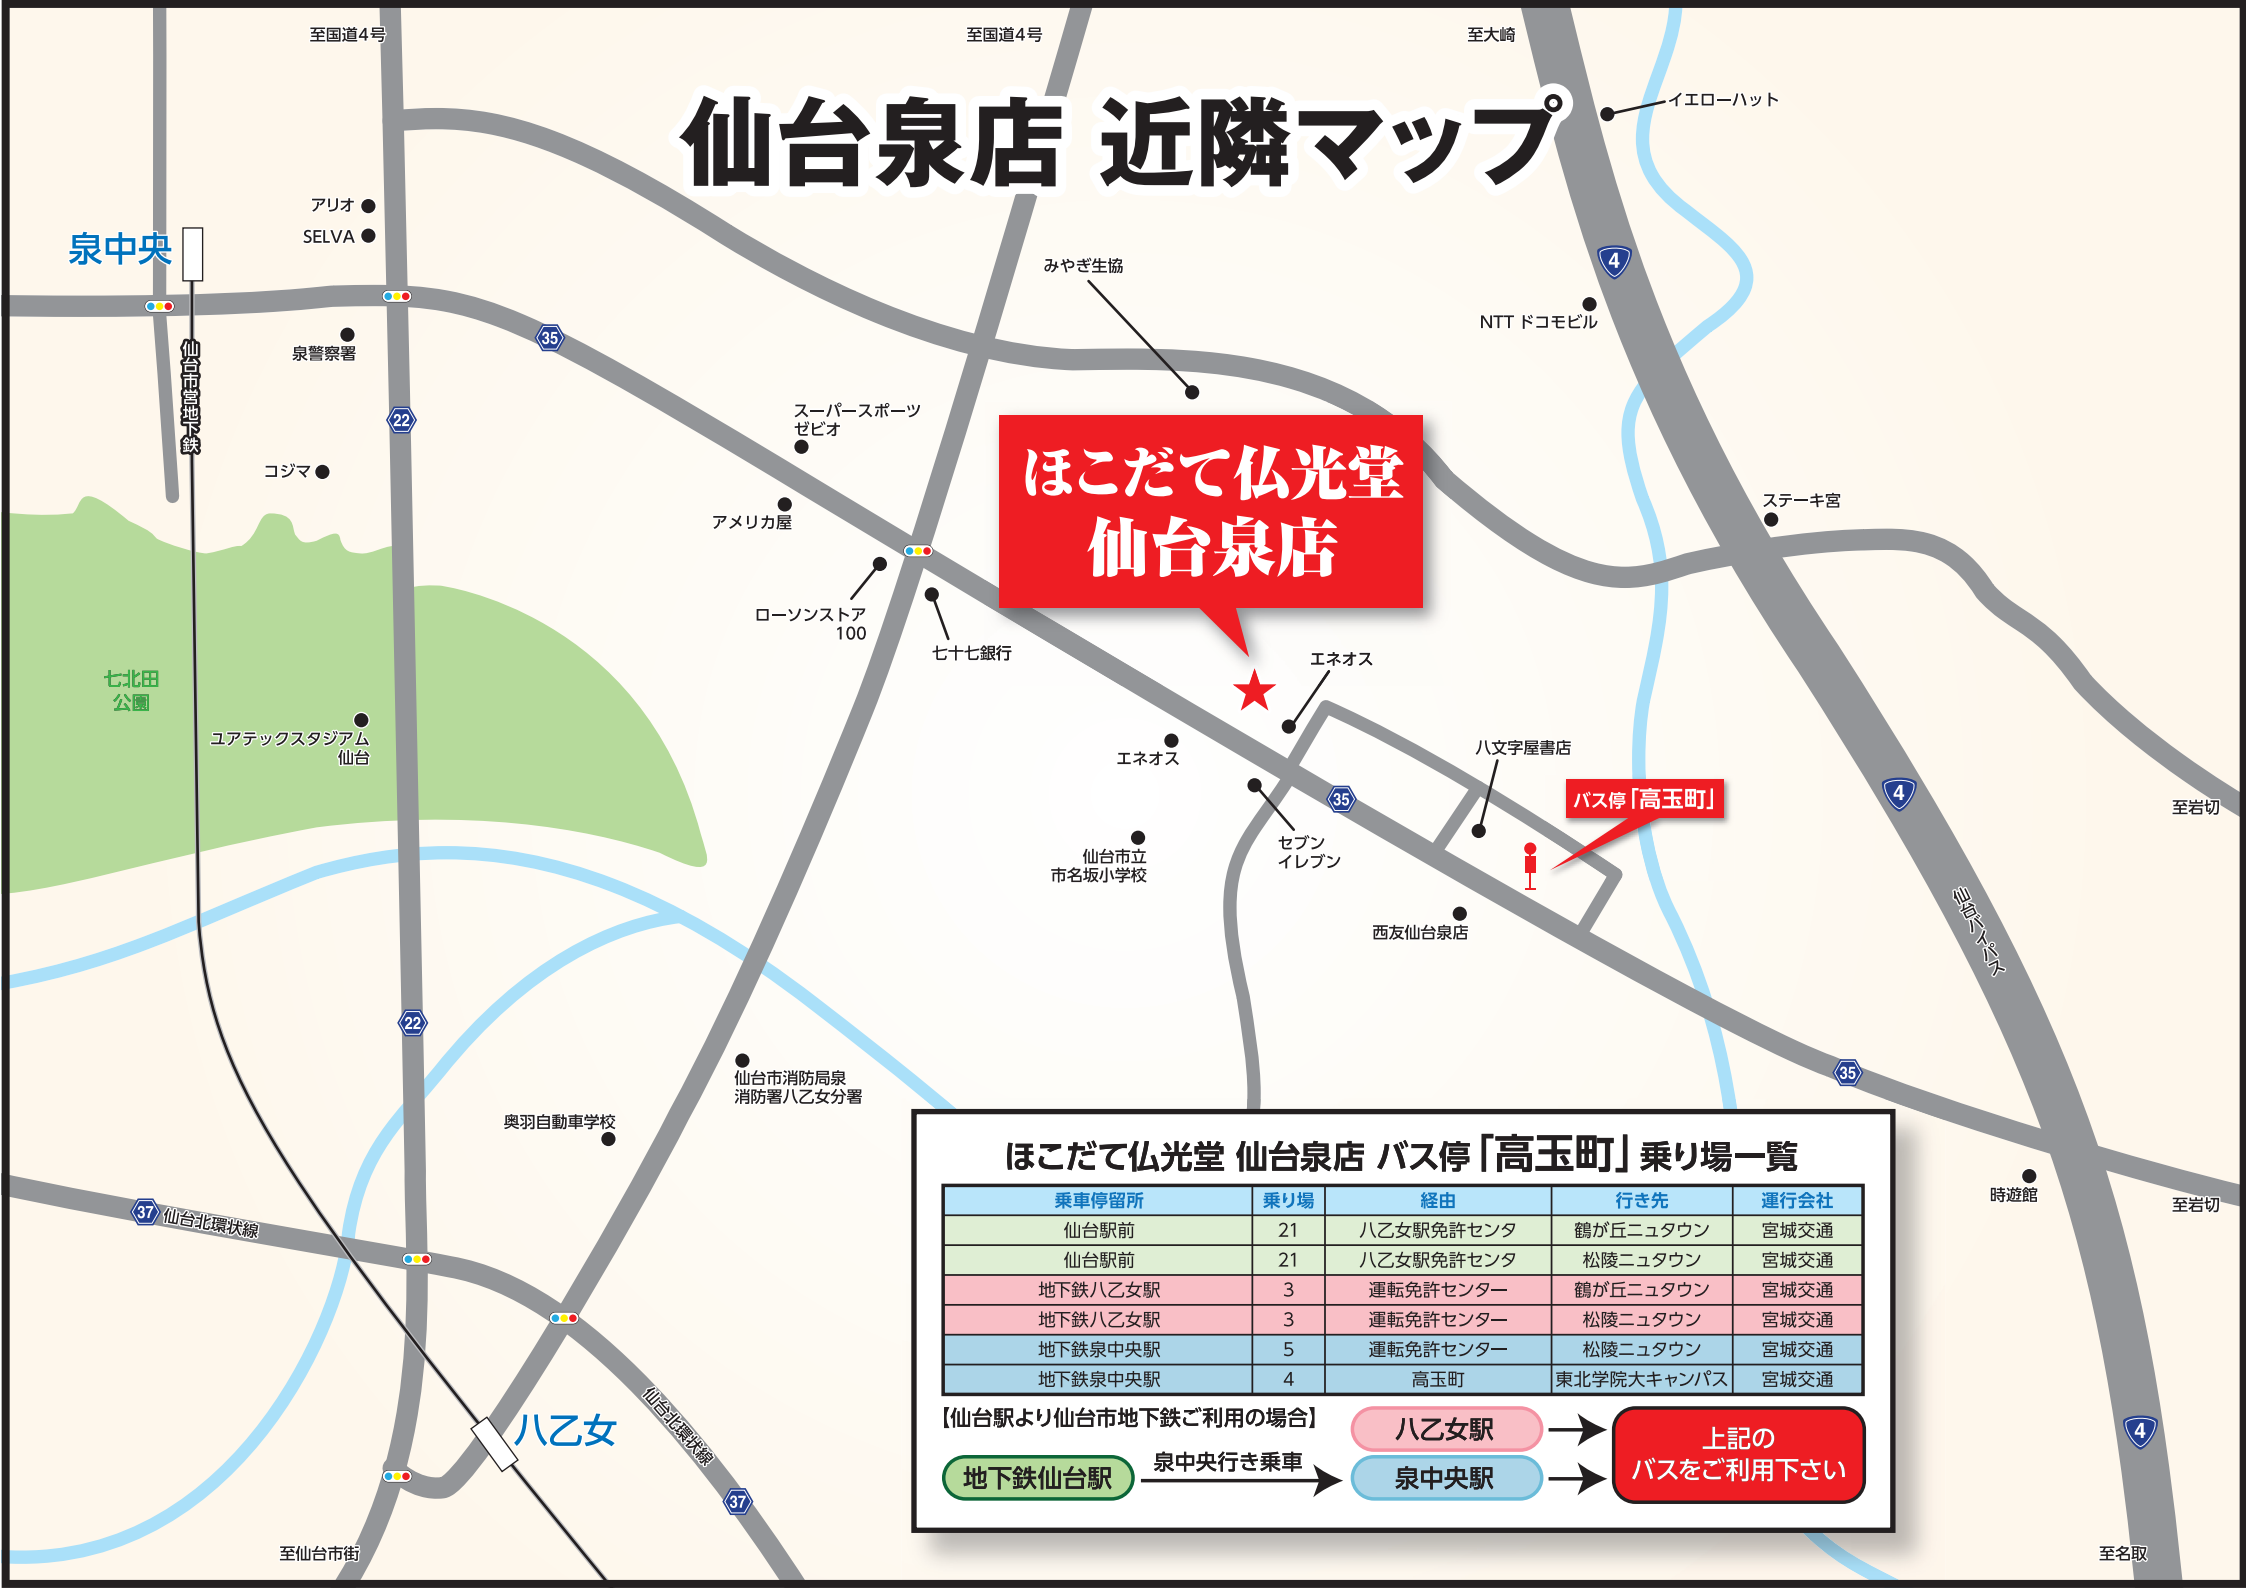 至国道4号
至国道4号
至大崎
仙台泉店 近隣マップ
イエローハット
アリオ
SELVA
泉中央
みやぎ生協
4
NTT ドコモビル
35
泉警察署
仙台市営地下鉄
22
スーパースポーツ
ゼビオ
コジマ
アメリカ屋
ほこだて仏光堂
仙台泉店
ステーキ宮
ローソンストア
100
七十七銀行
エネオス
七北田
公園
ユアテックスタジアム
仙台
エネオス
八文字屋書店
35
バス停「高玉町」
4
至岩切
セブン
イレブン
仙台市立
市名坂小学校
西友仙台泉店
仙台バイパス
22
仙台市消防局泉
消防署八乙女分署
35
奥羽自動車学校
時遊館
至岩切
37
仙台北環状線
八乙女
仙台北環状線
37
4
至仙台市街
至名取
ほこだて仏光堂 仙台泉店 バス停「高玉町」乗り場一覧
乗車停留所 乗り場 経由 行き先 運行会社
仙台駅前 21 八乙女駅免許センタ 鶴が丘ニュタウン 宮城交通
仙台駅前 21 八乙女駅免許センタ 松陵ニュタウン 宮城交通
地下鉄八乙女駅 3 運転免許センター 鶴が丘ニュタウン 宮城交通
地下鉄八乙女駅 3 運転免許センター 松陵ニュタウン 宮城交通
地下鉄泉中央駅 5 運転免許センター 松陵ニュタウン 宮城交通
地下鉄泉中央駅 4 高玉町 東北学院大キャンパス 宮城交通
【仙台駅より仙台市地下鉄ご利用の場合】
地下鉄仙台駅
泉中央行き乗車
八乙女駅
泉中央駅
上記の
バスをご利用下さい